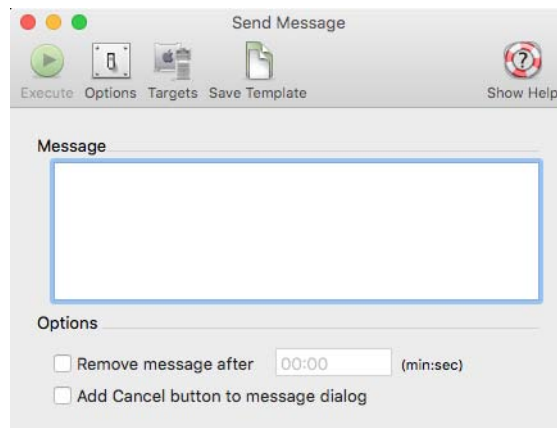 Send Message
Execute Options Targets Save Template Show Help
Message
Options
Remove message after 00:00 (min:sec)
Add Cancel button to message dialog